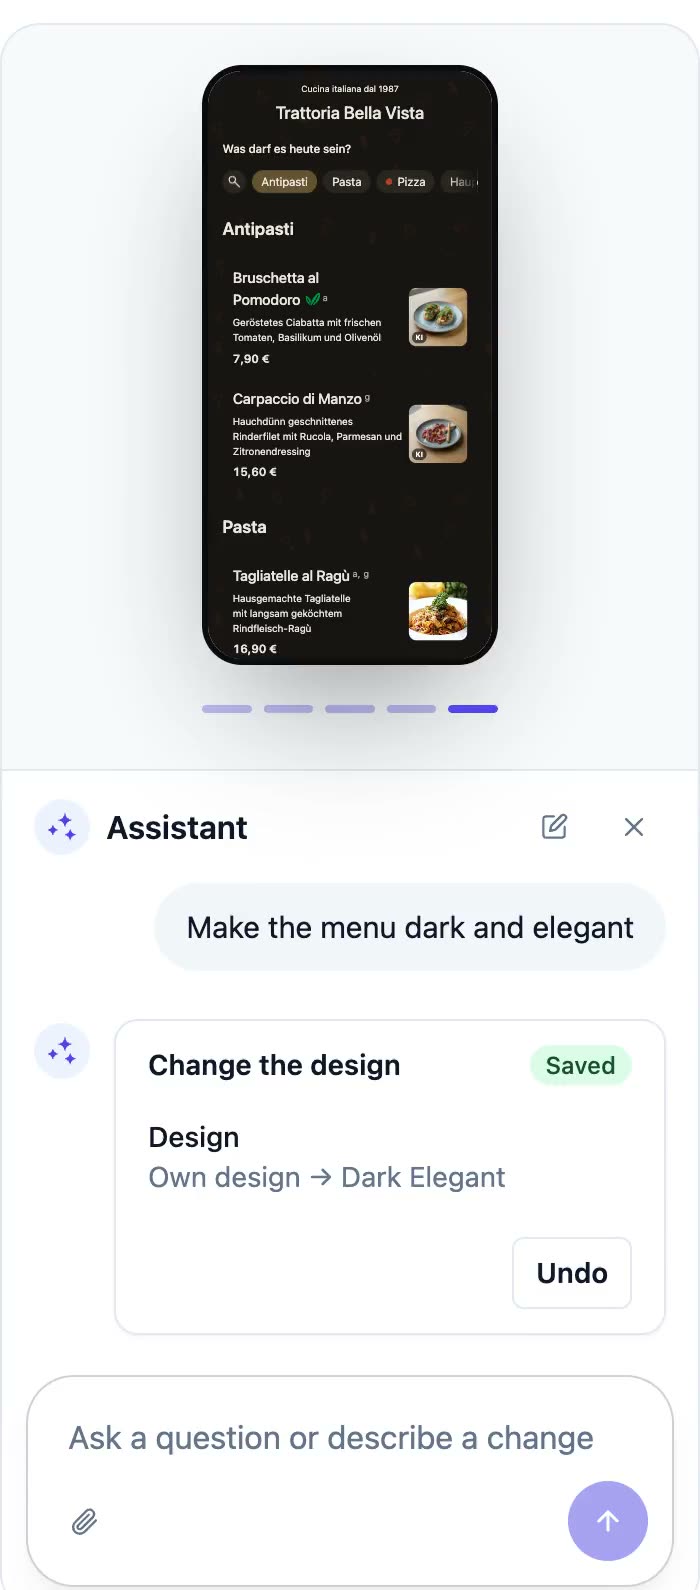 Cucina italiana dal 1987
Trattoria Bella Vista
Was darf es heute sein?
Antipasti Pasta Pizza
Antipasti
Bruschetta al
Pomodoro a
Geröstetes Ciabatta mit frischen
Tomaten, Basilikum und Olivenöl
7,90 €
KI
Carpaccio di Manzo g
Hauchdünn geschnittenes
Rinderfilet mit Rucola, Parmesan und
Zitronendressing
15,60 €
KI
Pasta
Tagliatelle al Ragù a, g
Hausgemachte Tagliatelle
mit langsam geköchtem
Rindfleisch-Ragù
16,90 €
Assistant
Make the menu dark and elegant
Change the design Saved
Design
Own design → Dark Elegant
Undo
Ask a question or describe a change